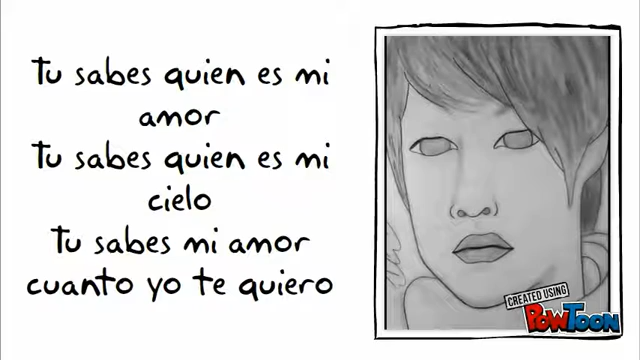 Tu sabes quien es mi
amor
Tu sabes quien es mi
cielo
Tu sabes mi amor
cuanto yo te quiero
CREATED USING
POWTOON